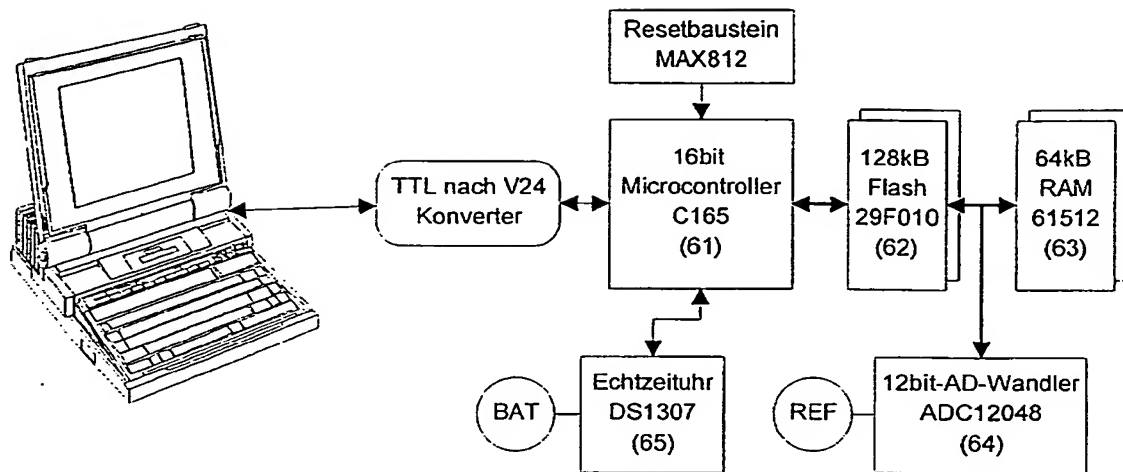 Resetbaustein
MAX812
TTL nach V24
Konverter
16bit
Microcontroller
C165
(61)
128kB
Flash
29F010
(62)
64kB
RAM
61512
(63)
BAT
Echtzeituhr
DS1307
(65)
REF
12bit-AD-Wandler
ADC12048
(64)